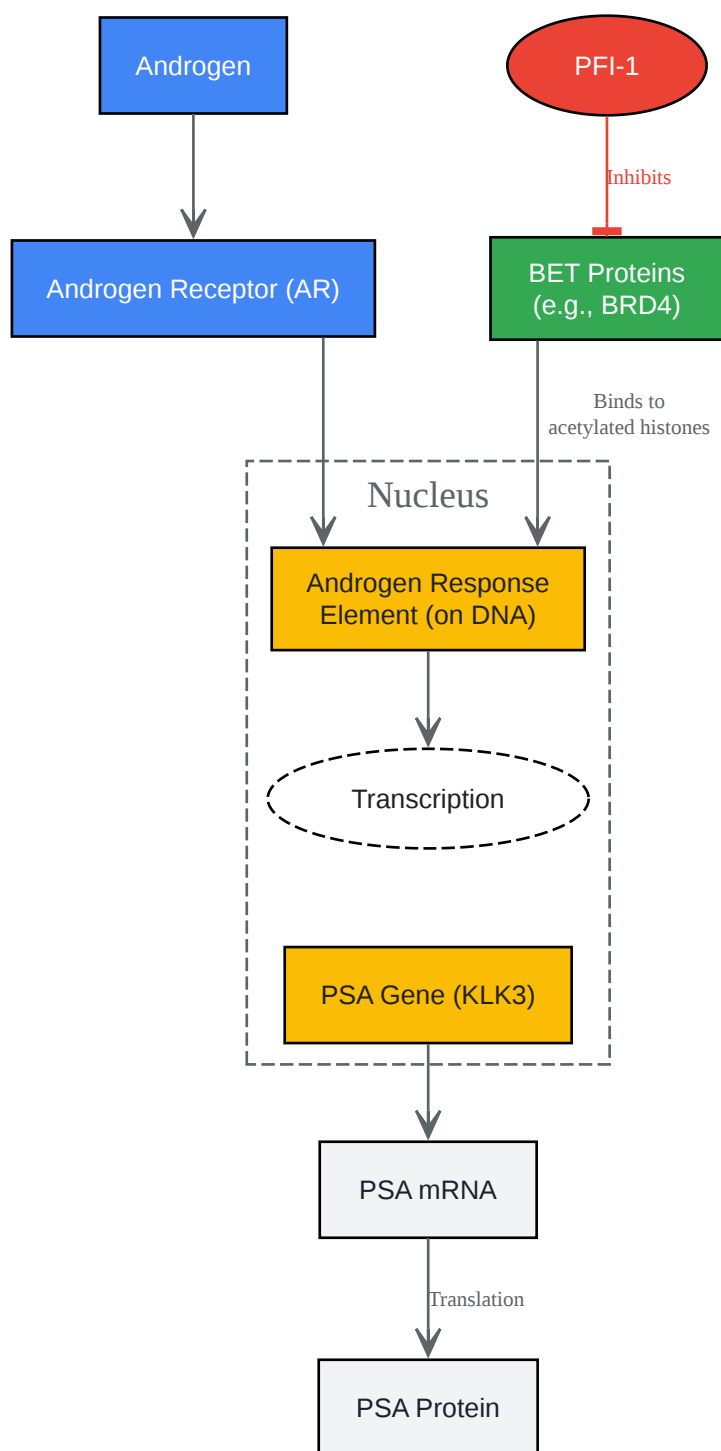 Androgen
PFI-1
Inhibits
Androgen Receptor (AR)
BET Proteins
(e.g., BRD4)
Binds to
acetylated histones
Nucleus
Androgen Response
Element (on DNA)
Transcription
PSA Gene (KLK3)
PSA mRNA
Translation
PSA Protein